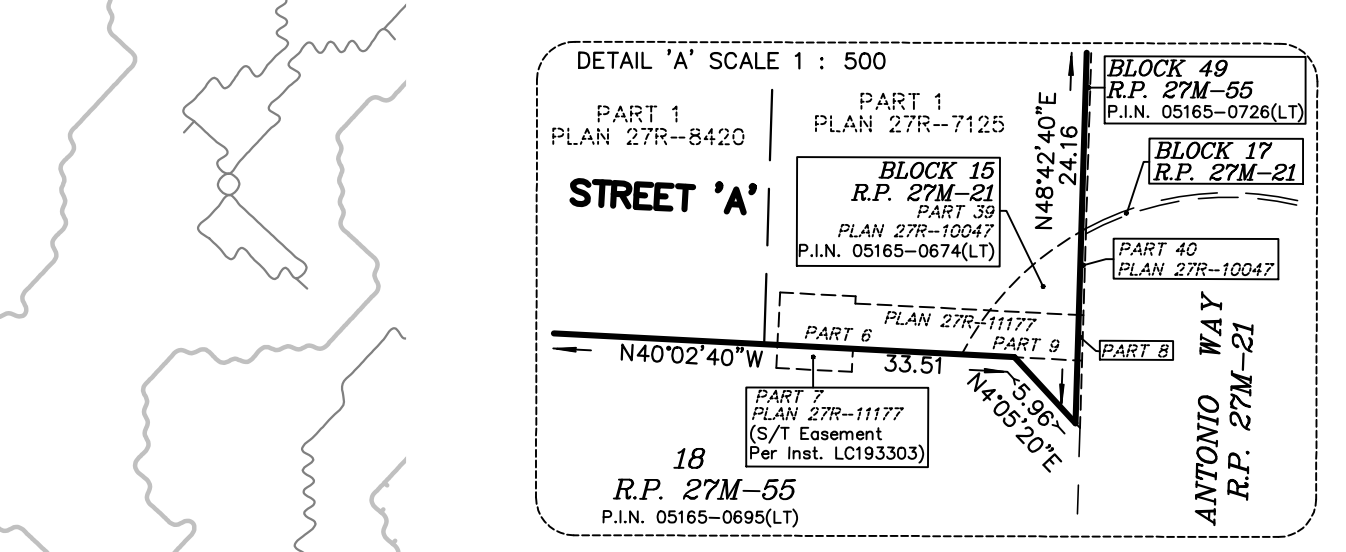 DETAIL 'A' SCALE 1 : 500
PART 1
PLAN 27R--8420
PART 1
PLAN 27R--7125
N48°42'40"E
24.16
BLOCK 49
R.P. 27M-55
P.I.N. 05165-0726(LT)
BLOCK 17
R.P. 27M-21
STREET 'A'
BLOCK 15
R.P. 27M-21
PART 39
PLAN 27R--10047
P.I.N. 05165-0674(LT)
PART 40
PLAN 27R--10047
PLAN 27R--11177
PART 6
PART 9
PART 8
N40°02'40"W
33.51
5.96
N4°05'20"E
PART 7
PLAN 27R--11177
(S/T Easement
Per Inst. LC193303)
ANTONIO WAY
R.P. 27M-21
18
R.P. 27M-55
P.I.N. 05165-0695(LT)